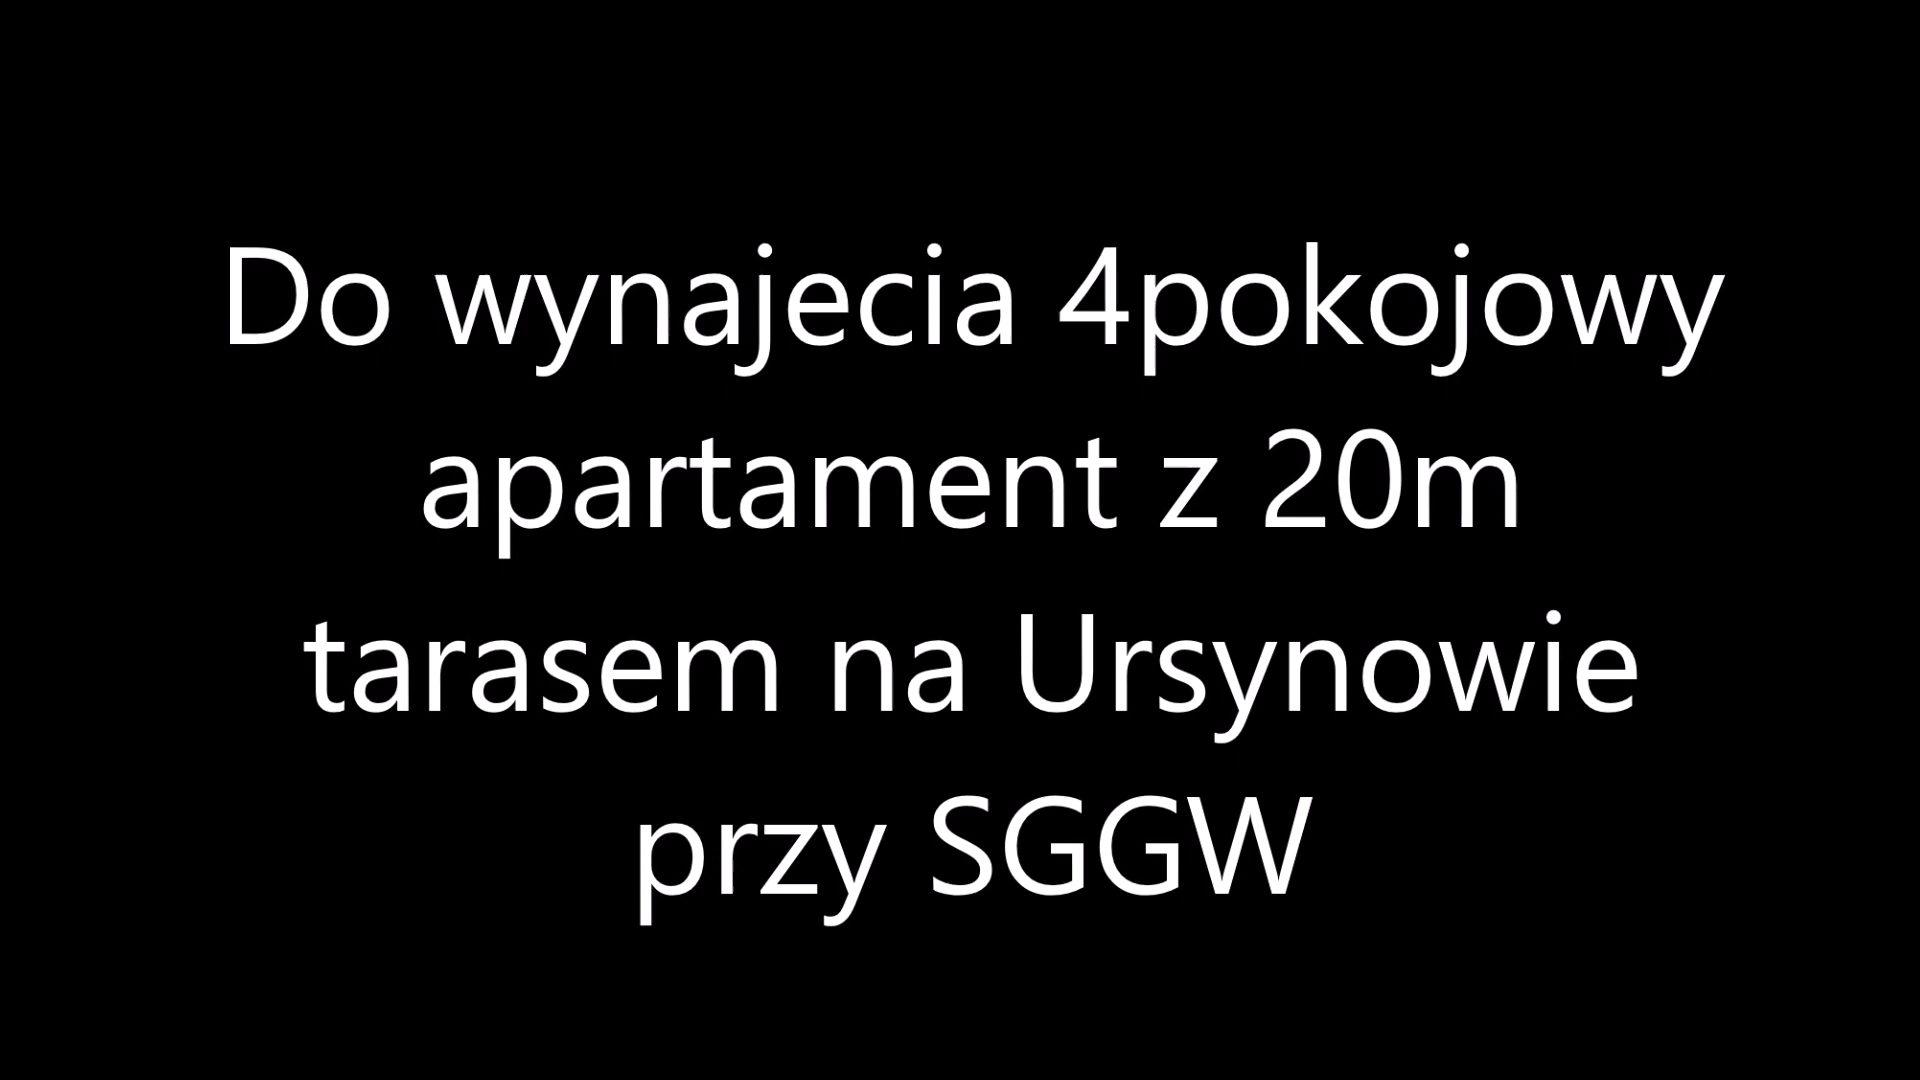 Do wynajecia 4pokojowy
apartament z 20m
tarasem na Ursynowie
przy SGGW